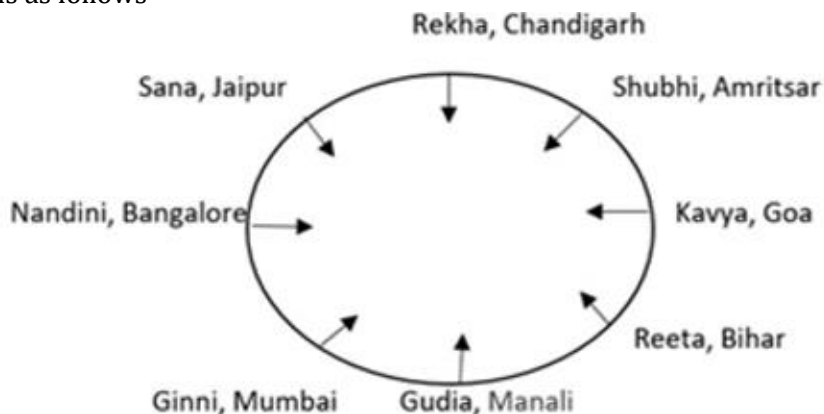 as follows
Rekha, Chandigarh
Sana, Jaipur
Shubhi, Amritsar
Nandini, Bangalore
Kavya, Goa
Reeta, Bihar
Ginni, Mumbai
Gudia, Manali